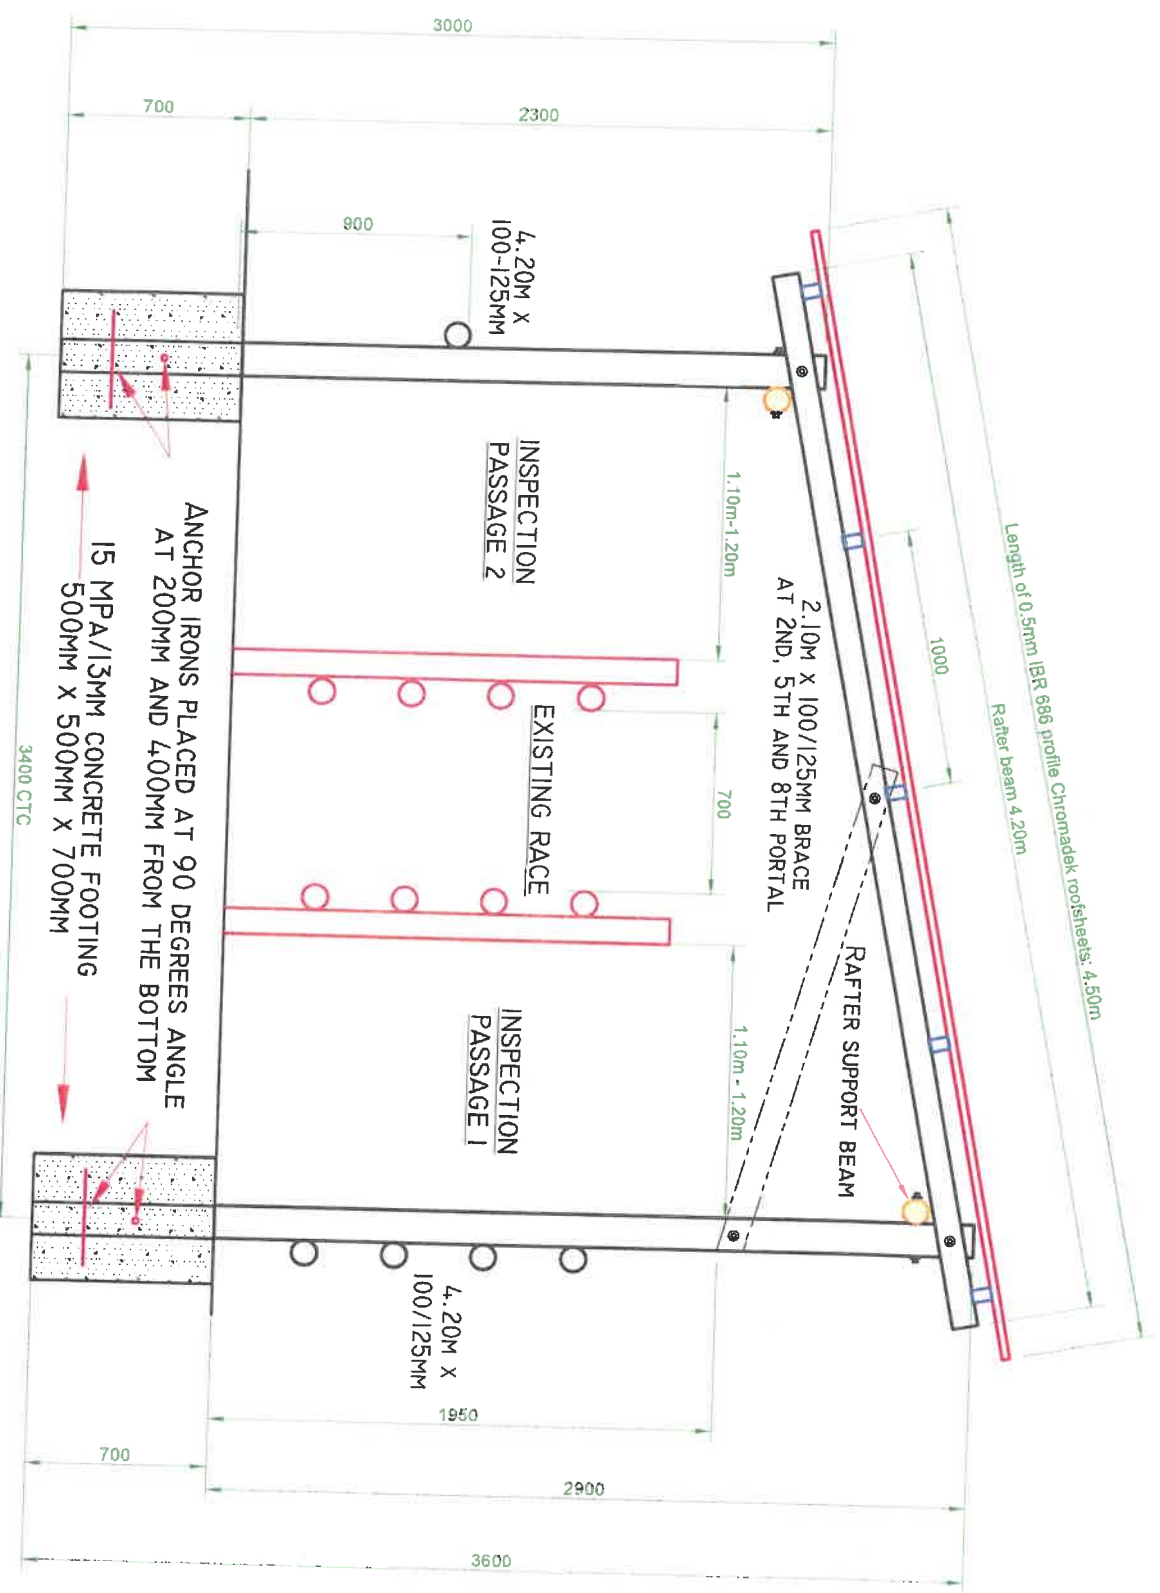 Length of 0.5mm IBR 686 profile Chromadek roofsheets: 4.50m
Rafter beam 4.20m
1000
3000
700
2300
900
4.20M X
100-125MM
1.10m-1.20m
2.10M X 100/125MM BRACE
AT 2ND, 5TH AND 8TH PORTAL
RAFTER SUPPORT BEAM
INSPECTION
PASSAGE 2
700
EXISTING RACE
1.10m - 1.20m
INSPECTION
PASSAGE 1
4.20M X
100/125MM
1950
700
2900
3600
ANCHOR IRONS PLACED AT 90 DEGREES ANGLE
AT 200MM AND 400MM FROM THE BOTTOM
15 MPA/13MM CONCRETE FOOTING
500MM X 500MM X 700MM
3400 CTC